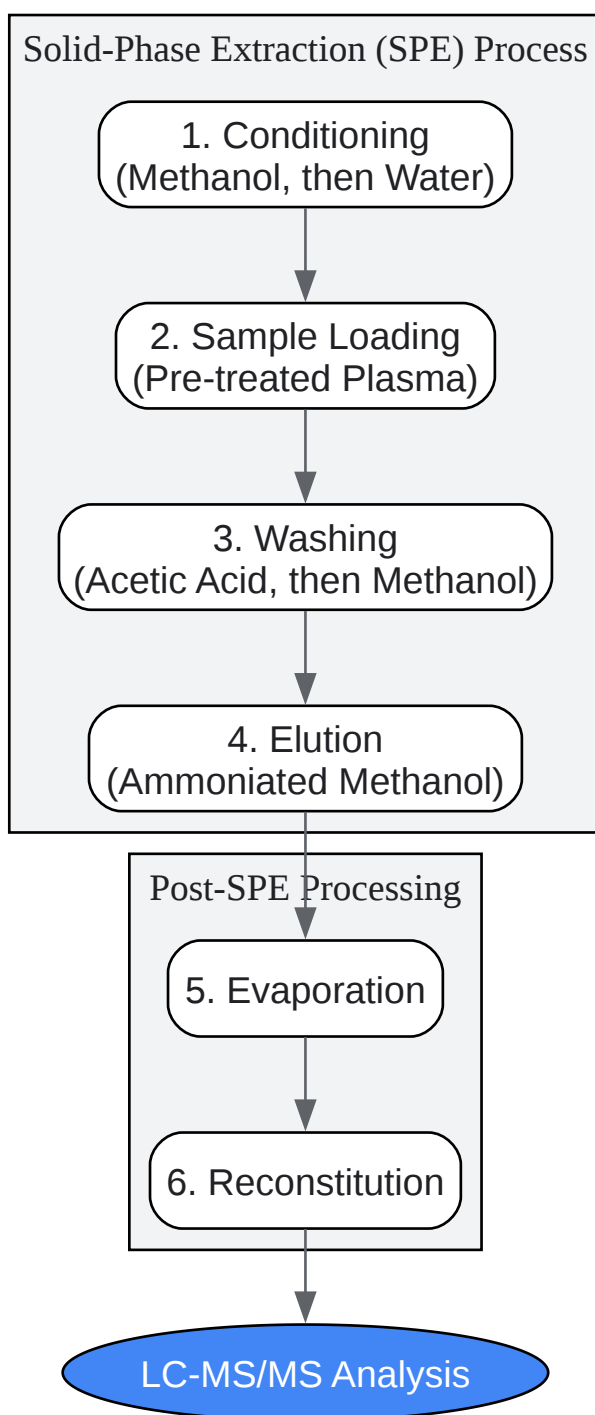 Solid-Phase Extraction (SPE) Process
1. Conditioning
(Methanol, then Water)
2. Sample Loading
(Pre-treated Plasma)
3. Washing
(Acetic Acid, then Methanol)
4. Elution
(Ammoniated Methanol)
Post-SPE Processing
5. Evaporation
6. Reconstitution
LC-MS/MS Analysis